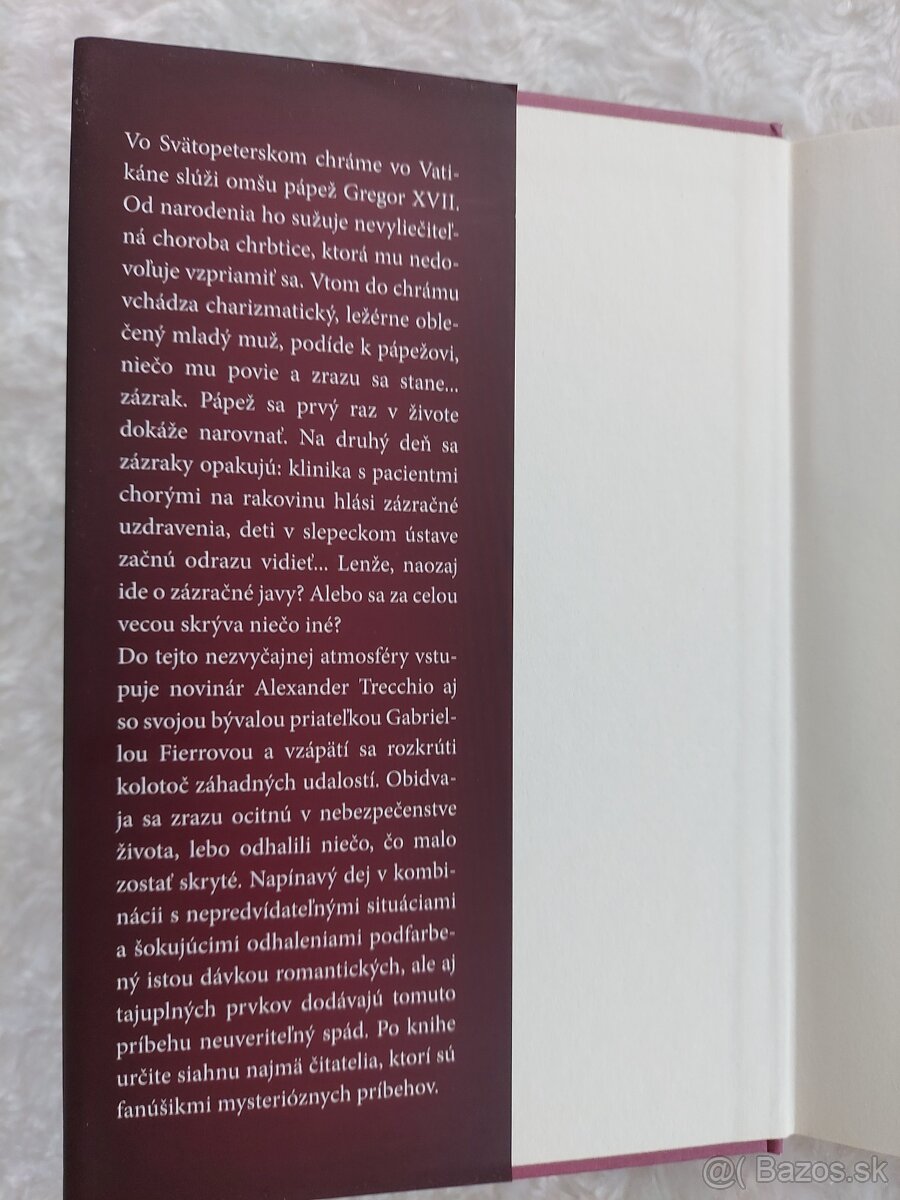 Vo Svätopeterskom chráme vo Vati-
káne slúži omšu pápež Gregor XVII.
Od narodenia ho sužuje nevyliečiteľ-
ná choroba chrbtice, ktorá mu nedo-
voľuje vzpriamiť sa. Vtom do chrámu
vchádza charizmatický, ležérne oble-
čený mladý muž, podíde k pápežovi,
niečo mu povie a zrazu sa stane...
zázrak. Pápež sa prvý raz v živote
dokáže narovnať. Na druhý deň sa
zázraky opakujú: klinika s pacientmi
chorými na rakovinu hlási zázračné
uzdravenia, deti v slepeckom ústave
začnú odrazu vidieť... Lenže, naozaj
ide o zázračné javy? Alebo sa za celou
vecou skrýva niečo iné?
Do tejto nezvyčajnej atmosféry vstu-
puje novinár Alexander Trecchio aj
so svojou bývalou priateľkou Gabriel-
lou Fierrovou a vzápätí sa rozkrúti
kolotoč záhadných udalostí. Obidva-
ja sa zrazu ocitnú v nebezpečenstve
života, lebo odhalili niečo, čo malo
zostať skryté. Napínavý dej v kombi-
nácii s nepredvídateľnými situáciami
a šokujúcimi odhaleniami podfarbe-
ný istou dávkou romantických, ale aj
tajuplných prvkov dodávajú tomuto
príbehu neuveriteľný spád. Po knihe
určite siahnu najmä čitatelia, ktorí sú
fanúšikmi mysterióznych príbehov.
@( Bazos.sk